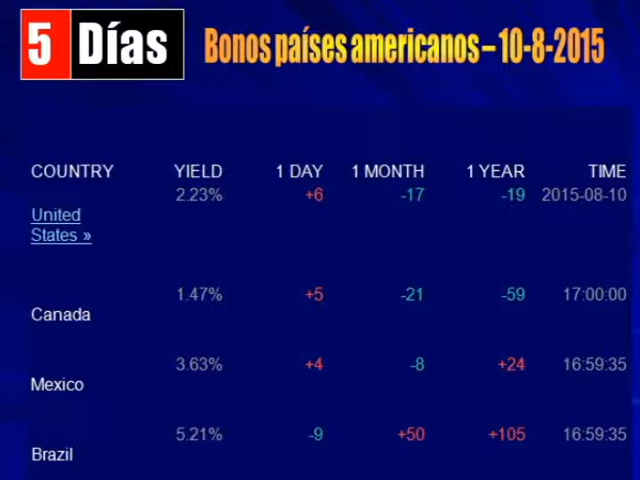 5 Días
Bonos países americanos – 10-8-2015
COUNTRY YIELD 1 DAY 1 MONTH 1 YEAR TIME
2.23% +6 -17 -19 2015-08-10
United
States »
1.47% +5 -21 -59 17:00:00
Canada
3.63% +4 -8 +24 16:59:35
Mexico
5.21% -9 +50 +105 16:59:35
Brazil